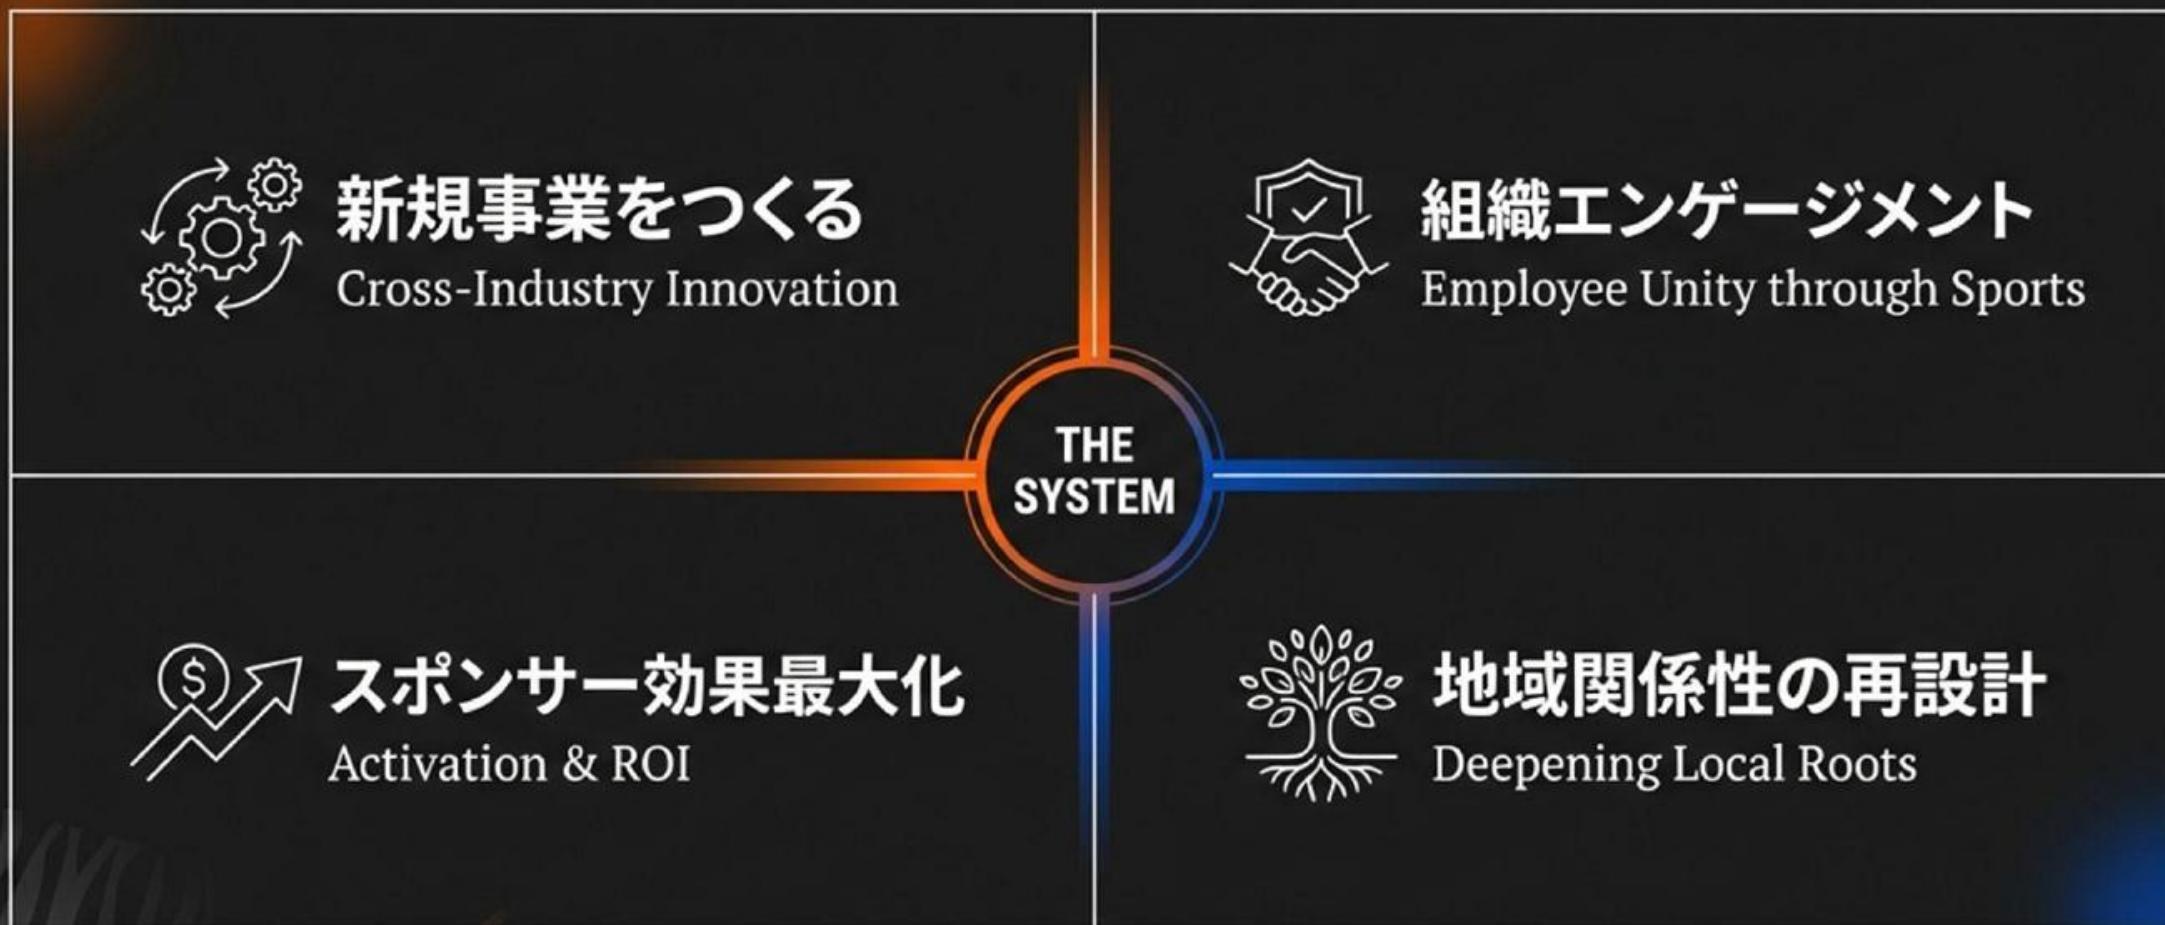 新規事業をつくる
Cross-Industry Innovation
組織エンゲージメント
Employee Unity through Sports
THE
SYSTEM
$
スポンサー効果最大化
Activation & ROI
地域関係性の再設計
Deepening Local Roots